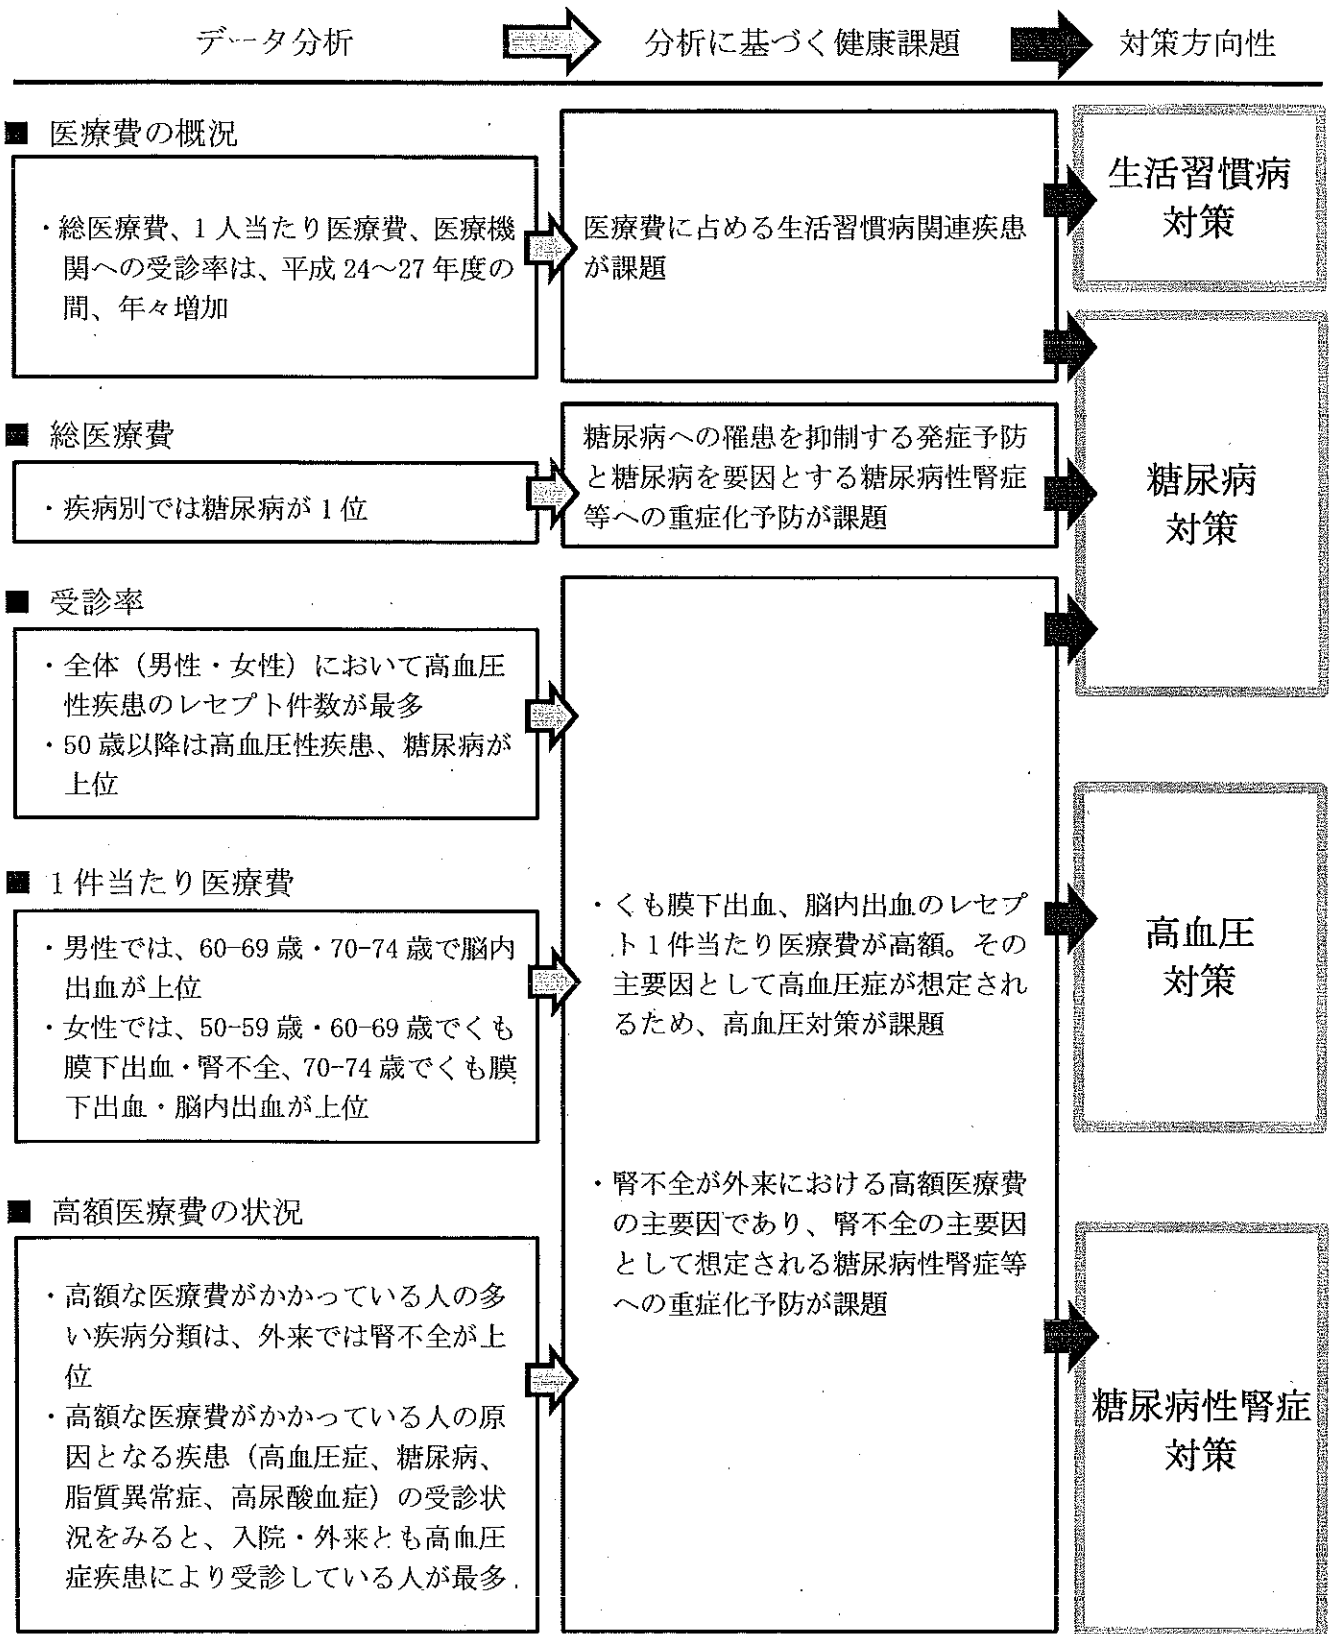 データ分析
分析に基づく健康課題
対策方向性
■ 医療費の概況
・総医療費、1人当たり医療費、医療機
関への受診率は、平成24~27年度の
間、年々増加
医療費に占める生活習慣病関連疾患
が課題
生活習慣病
対策
■ 総医療費
・疾病別では糖尿病が1位
糖尿病への罹患を抑制する発症予防
と糖尿病を要因とする糖尿病性腎症
等への重症化予防が課題
糖尿病
対策
■ 受診率
・全体（男性・女性）において高血圧
性疾患のレセプト件数が最多
・50歳以降は高血圧性疾患、糖尿病が
上位
■ 1件当たり医療費
・男性では、60-69歳・70-74歳で脳内
出血が上位
・女性では、50-59歳・60-69歳でくも
膜下出血・腎不全、70-74歳でくも膜
下出血・脳内出血が上位
・くも膜下出血、脳内出血のレセプ
ト1件当たり医療費が高額。その
主要因として高血圧症が想定され
るため、高血圧対策が課題
高血圧
対策
■ 高額医療費の状況
・高額な医療費がかかっている人の多
い疾病分類は、外来では腎不全が上
位
・高額な医療費がかかっている人の原
因となる疾患（高血圧症、糖尿病、
脂質異常症、高尿酸血症）の受診状
況をみると、入院・外来とも高血圧
症疾患により受診している人が最多
・腎不全が外来における高額医療費
の主要因であり、腎不全の主要因
として想定される糖尿病性腎症等
への重症化予防が課題
糖尿病性腎症
対策